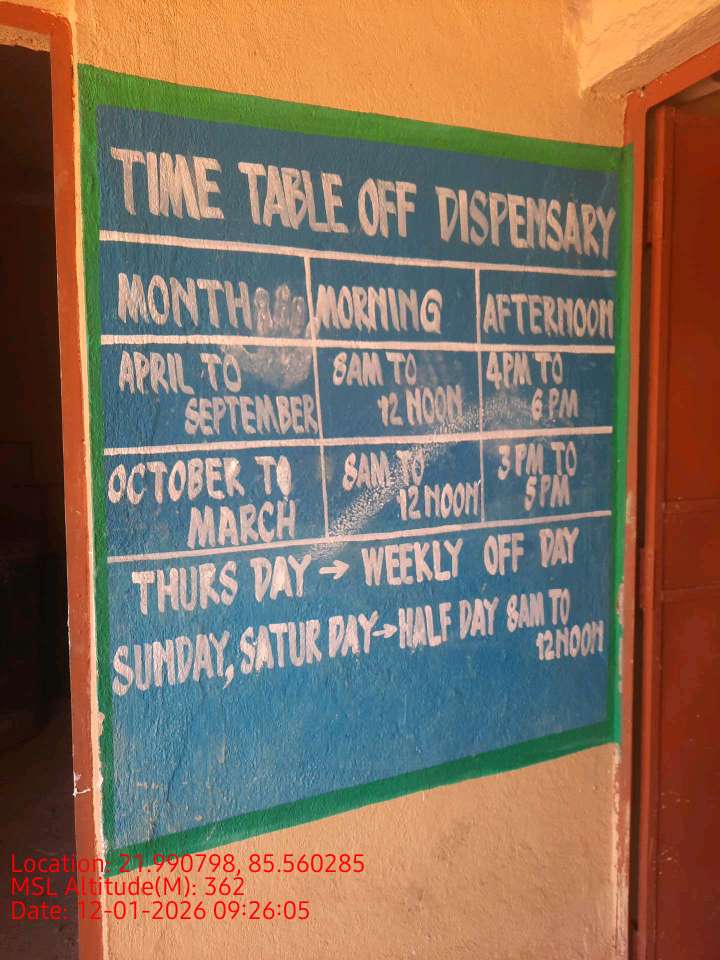 TIME TABLE OFF DISPENSARY
MONTH MORNING AFTERNOON
APRIL TO SEPTEMBER 8AM TO 12 NOON 4PM TO 6 PM
OCTOBER TO MARCH 8AM TO 12 NOON 3PM TO 5PM
THURS DAY → WEEKLY OFF DAY
SUNDAY, SATUR DAY → HALF DAY 8AM TO
12 NOON
Location: 21.990798, 85.560285
MSL Altitude(M): 362
Date: 12-01-2026 09:26:05